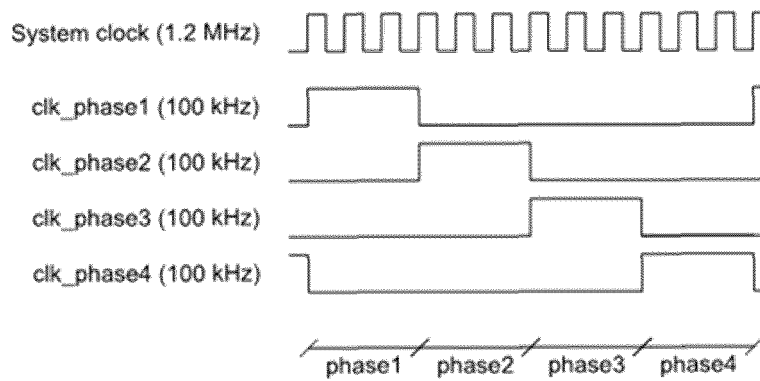 System clock (1.2 MHz)
clk_phase1 (100 kHz)
clk_phase2 (100 kHz)
clk_phase3 (100 kHz)
clk_phase4 (100 kHz)
phase1 phase2 phase3 phase4